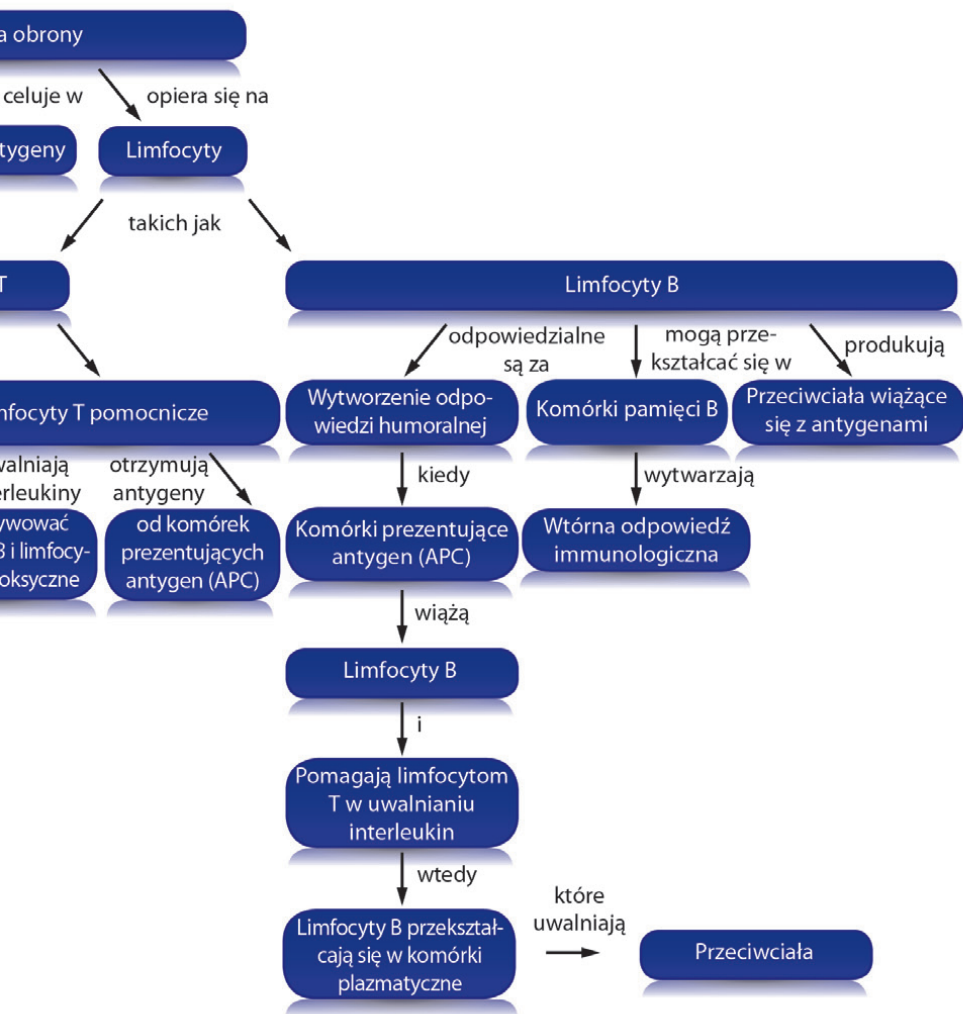 a obrony
celuje w
opiera się na
tygeny
Limfocyty
takich jak
T
Limfocyty B
odpowiedzialne
są za
mogą prze-
kształcać się w
produkują
nfocyty T pomocnicze
Wytworzenie odpo-
wiedzi humoralnej
Komórki pamięci B
Przeciwciała wiążące
się z antygenami
walniają
erleukiny
otrzymują
antygeny
kiedy
wytwarzają
ywować
B i limfocy-
oksyczne
od komórek
prezentujących
antygen (APC)
Komórki prezentujące
antygen (APC)
Wtórna odpowiedź
immunologiczna
wiążą
Limfocyty B
i
Pomagają limfocytom
T w uwalnianiu
interleukin
wtedy
Limfocyty B przekształ-
cają się w komórki
plazmatyczne
które
uwalniają
Przeciwciała